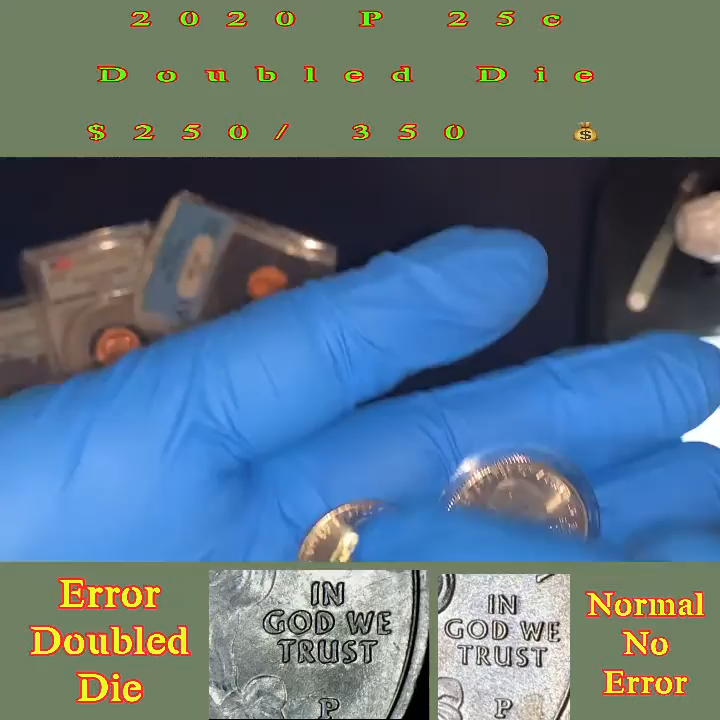 2020 P 25c
Doubled Die
$250/ 350
Error
Doubled
Die
IN
GOD WE
TRUST
P
IN
GOD WE
TRUST
P
Normal
No
Error